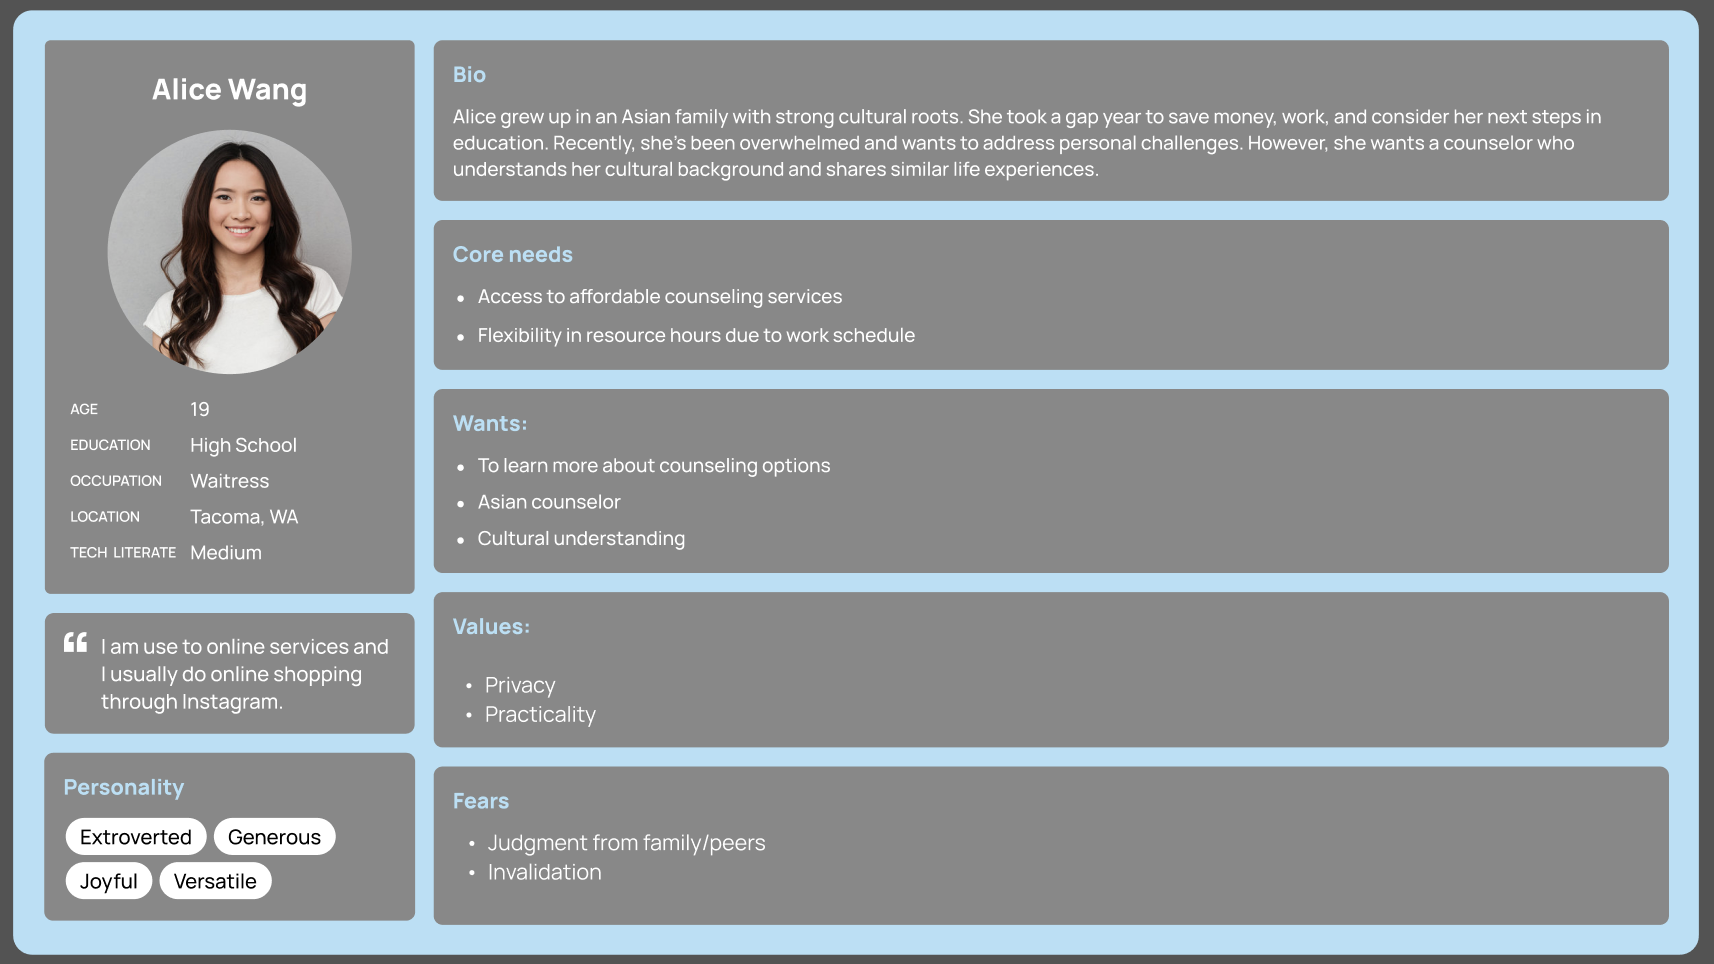 Alice Wang
AGE 19
EDUCATION High School
OCCUPATION Waitress
LOCATION Tacoma, WA
TECH LITERATE Medium
“ I am use to online services and
I usually do online shopping
through Instagram.
Personality
Extroverted Generous
Joyful Versatile
Bio
Alice grew up in an Asian family with strong cultural roots. She took a gap year to save money, work, and consider her next steps in
education. Recently, she’s been overwhelmed and wants to address personal challenges. However, she wants a counselor who
understands her cultural background and shares similar life experiences.
Core needs
• Access to affordable counseling services
• Flexibility in resource hours due to work schedule
Wants:
• To learn more about counseling options
• Asian counselor
• Cultural understanding
Values:
• Privacy
• Practicality
Fears
• Judgment from family/peers
• Invalidation